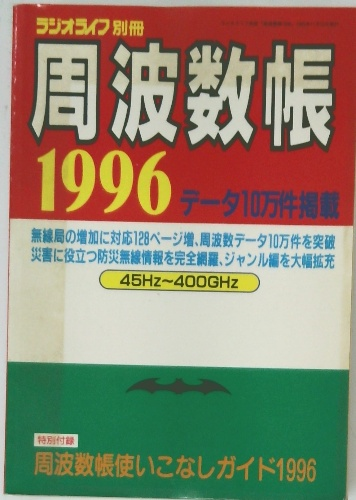 ラジオライフ別冊
周波数帳
1996
データ10万件掲載
無線局の増加に対応128ページ増、周波数データ10万件を突破
災害に役立つ防災無線情報を完全網羅、ジャンル編を大幅拡充
45Hz~400GHz
特別付録
周波数帳使いこなしガイド1996